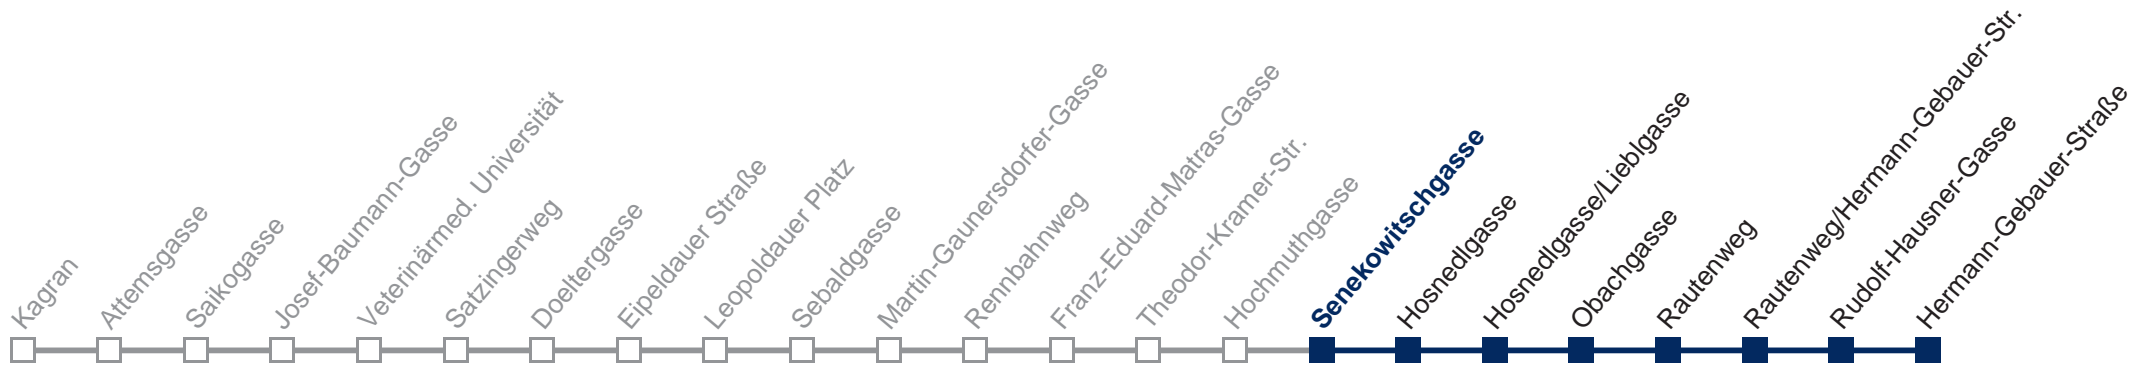 Kagran
Attemsgasse
Saikogasse
Josef-Baumann-Gasse
Veterinärmed. Universität
Satzingerweg
Doeltergasse
Eipeldauer Straße
Leopoldauer Platz
Sebaldgasse
Martin-Gaunersdorfer-Gasse
Rennbahnweg
Franz-Eduard-Matras-Gasse
Theodor-Kramer-Str.
Hochmuthgasse
Senekowitschgasse
Hosnedlgasse
Hosnedlgasse/Lieblgasse
Obachgasse
Rautenweg
Rautenweg/Hermann-Gebauer-Str.
Rudolf-Hausner-Gasse
Hermann-Gebauer-Straße